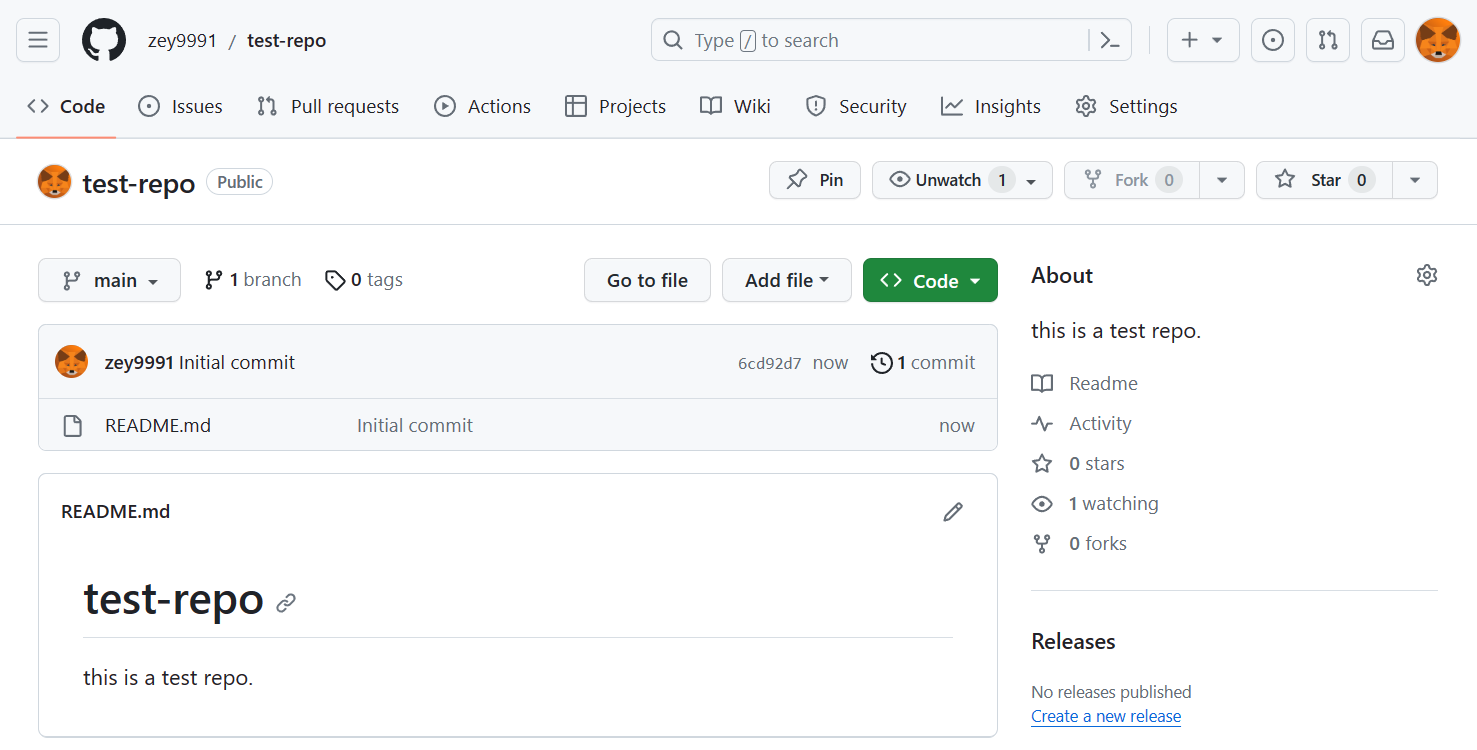 zey9991 / test-repo
Type / to search
Code Issues Pull requests Actions Projects Wiki Security Insights Settings
test-repo Public
Pin Unwatch 1 Fork 0 Star 0
main 1 branch 0 tags
Go to file Add file Code
zey9991 Initial commit 6cd92d7 now 1 commit
README.md Initial commit now
README.md
test-repo
this is a test repo.
About
this is a test repo.
Readme
Activity
0 stars
1 watching
0 forks
Releases
No releases published
Create a new release